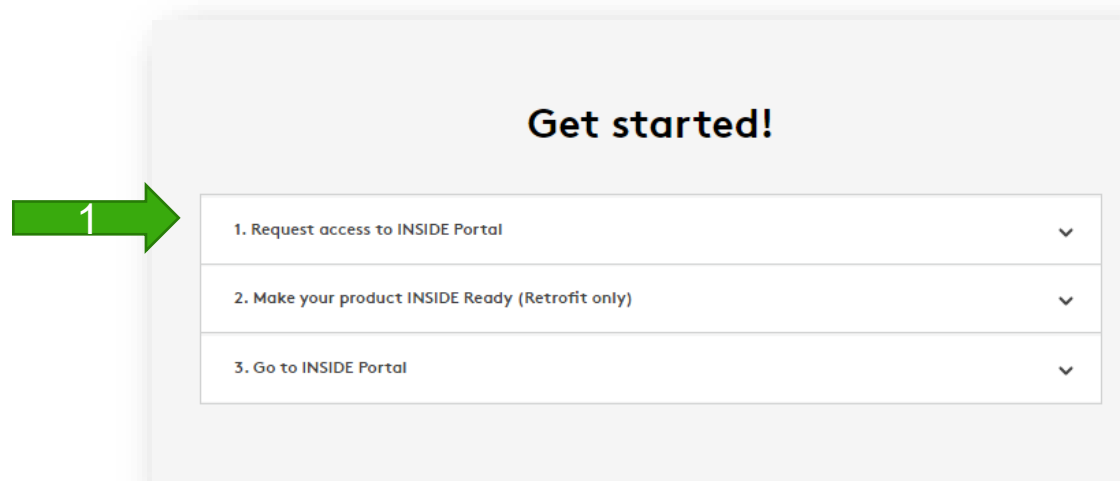 Get started!
1
1. Request access to INSIDE Portal
2. Make your product INSIDE Ready (Retrofit only)
3. Go to INSIDE Portal